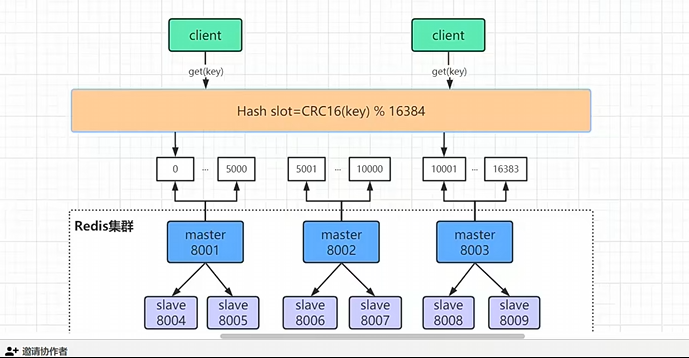 client client
get(key) get(key)
Hash slot=CRC16(key) % 16384
0 ... 5000 5001 ... 10000 10001 ... 16383
Redis集群
master 8001 master 8002 master 8003
slave 8004 slave 8005 slave 8006 slave 8007 slave 8008 slave 8009
邀请协作者